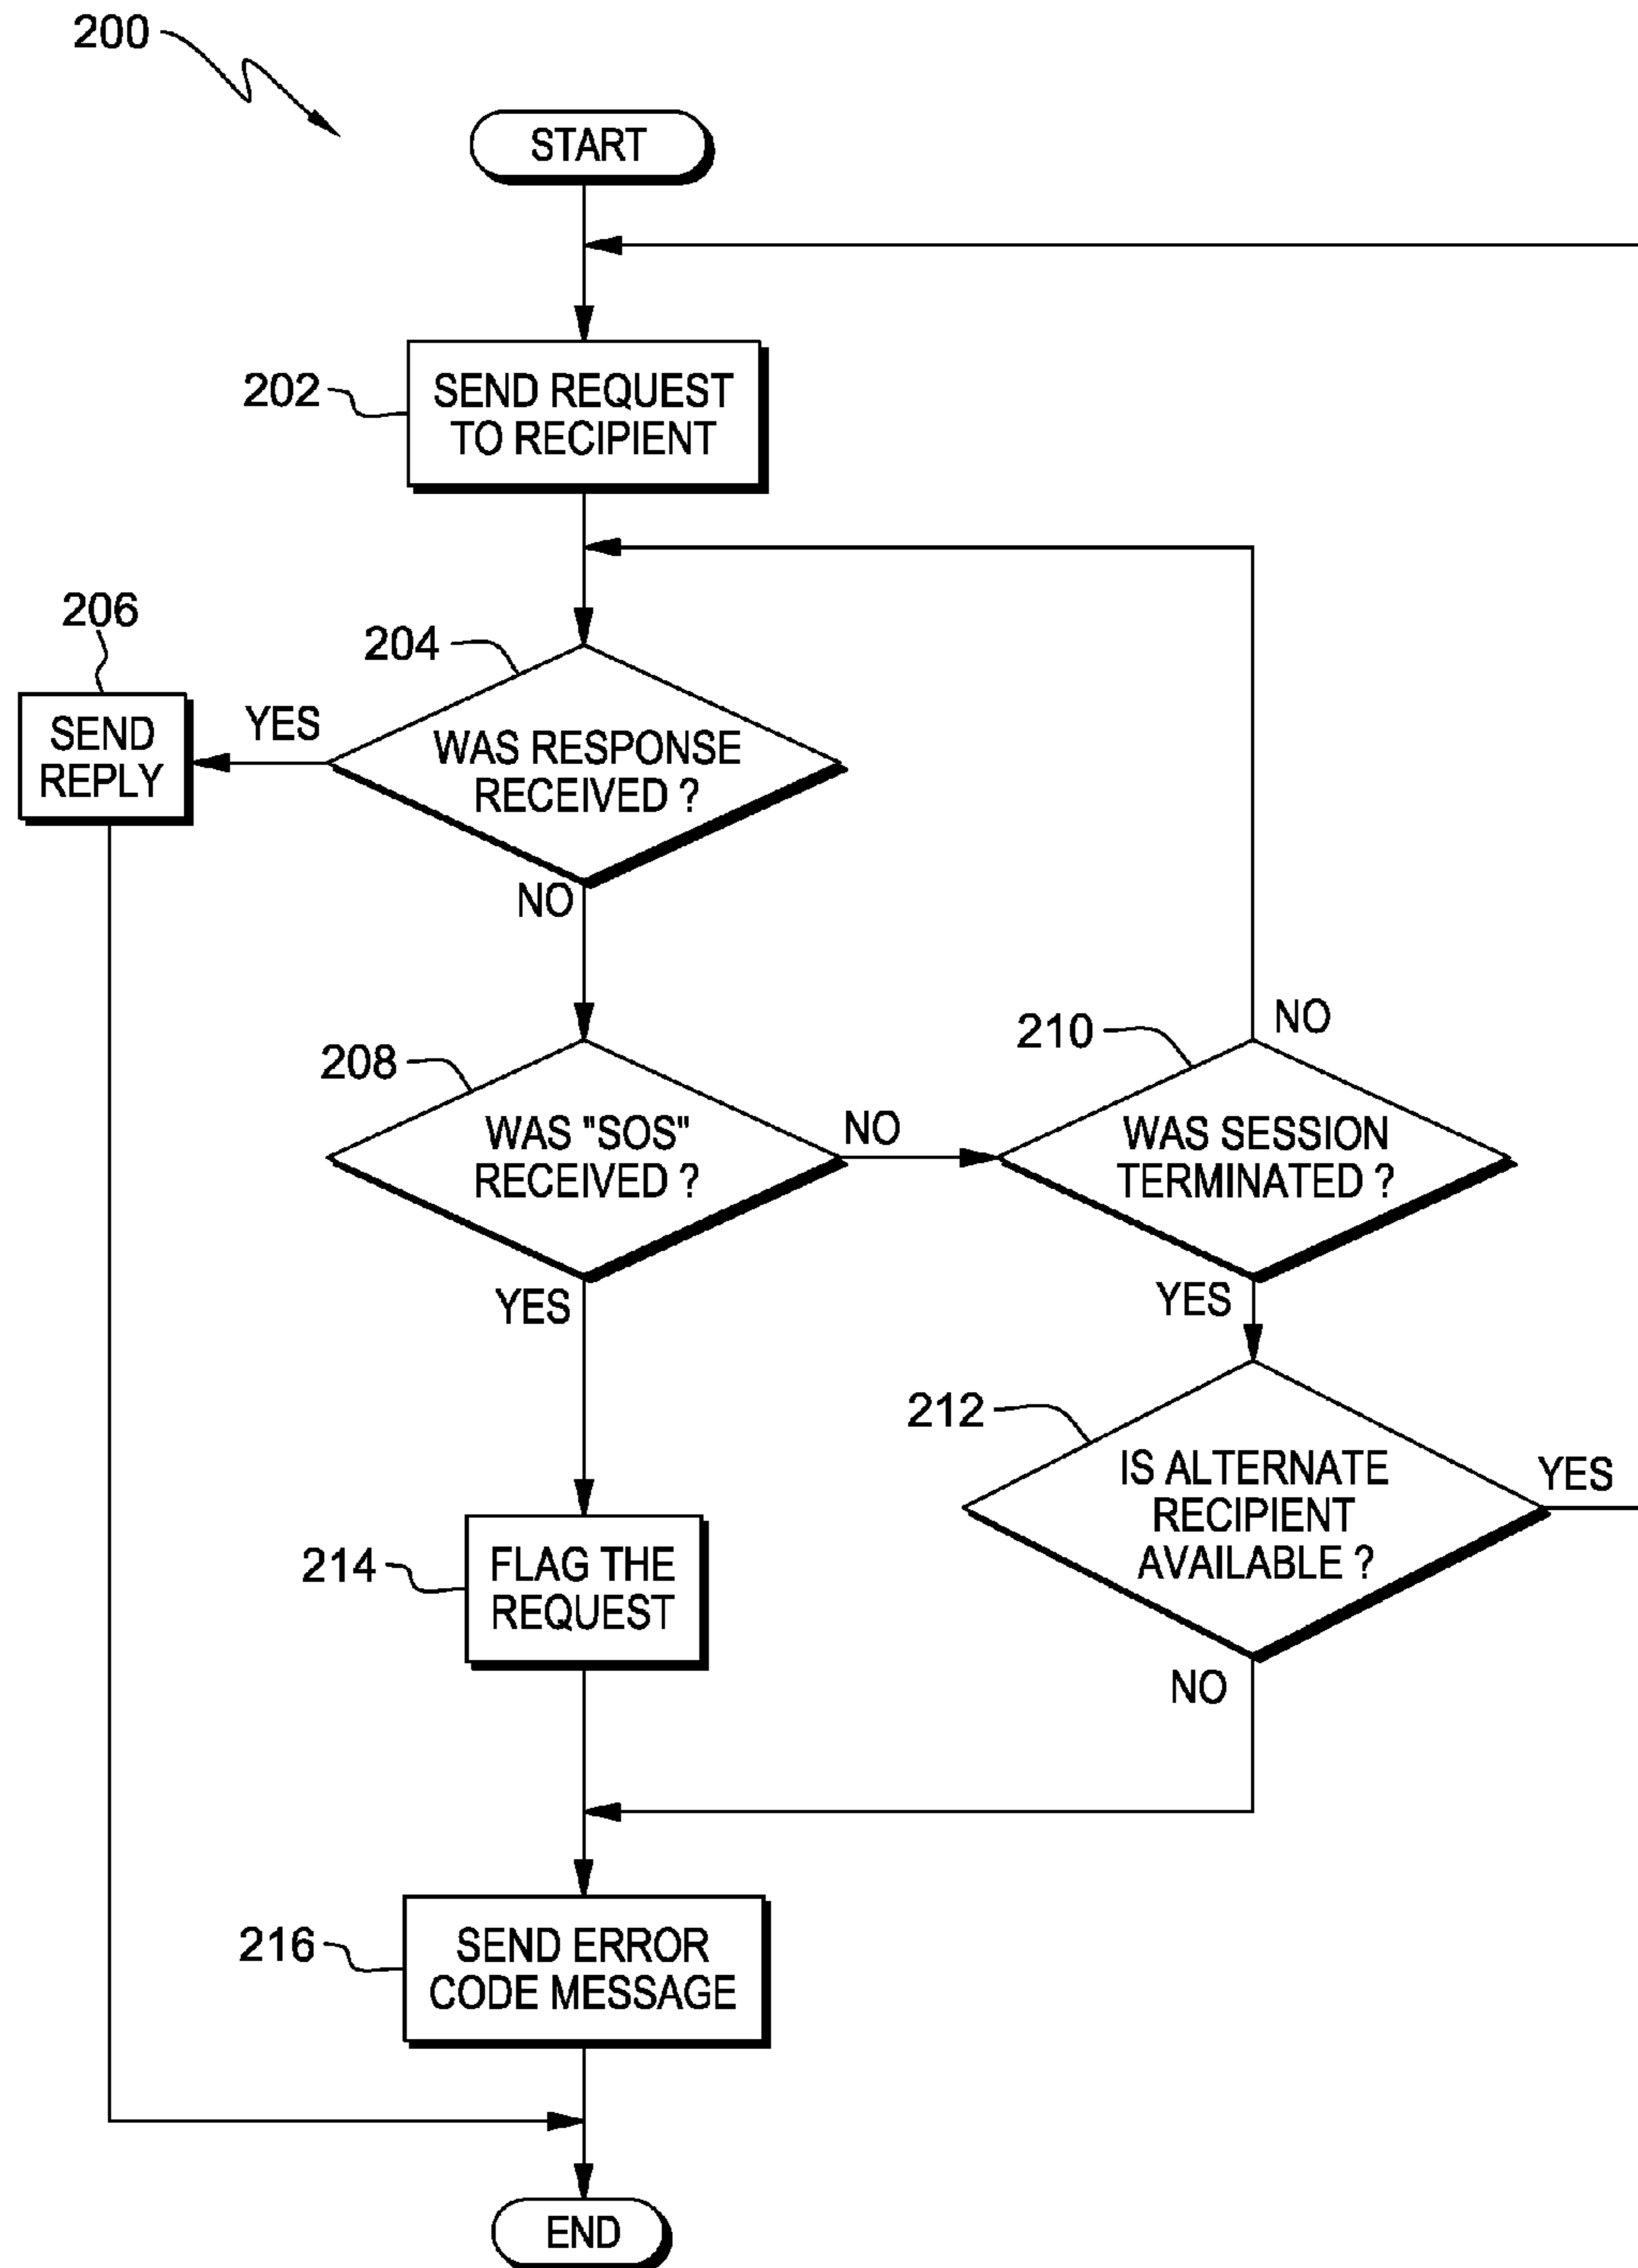 200
START
202
SEND REQUEST
TO RECIPIENT
206
204
SEND
REPLY
YES
WAS RESPONSE
RECEIVED ?
NO
208
WAS "SOS"
RECEIVED ?
NO
210
NO
WAS SESSION
TERMINATED ?
YES
YES
212
IS ALTERNATE
RECIPIENT
AVAILABLE ?
YES
NO
214
FLAG THE
REQUEST
216
SEND ERROR
CODE MESSAGE
END